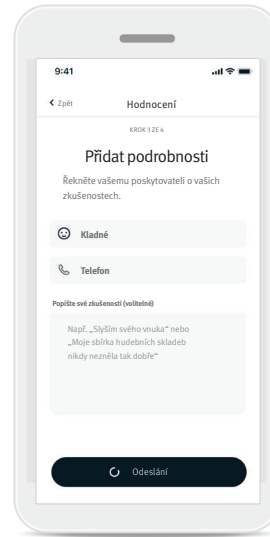 9:41
Zpět
Hodnocení
KROK 3 ZE 4
Přidat podrobnosti
Řekněte vašemu poskytovateli o vašich
zkušenostech.
Kladné
Telefon
Popište své zkušenosti (volitelné)
Např. „Slyším svého vnuka“ nebo
„Moje sbírka hudebních skladeb
nikdy nezněla tak dobře“
Odeslání